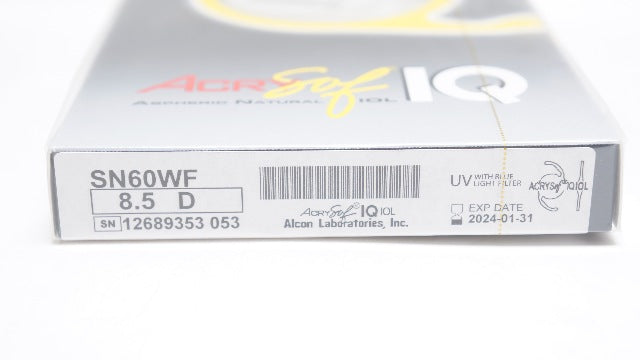 ACRYSof IQ
ASPHERIC NATURAL IOL
SN60WF
8.5 D
SN 12689353 053
ACRYSof IQ IOL
Alcon Laboratories, Inc.
UV WITH BLUE LIGHT FILTER
EXP DATE
2024-01-31
ACRYSof IQ IOL